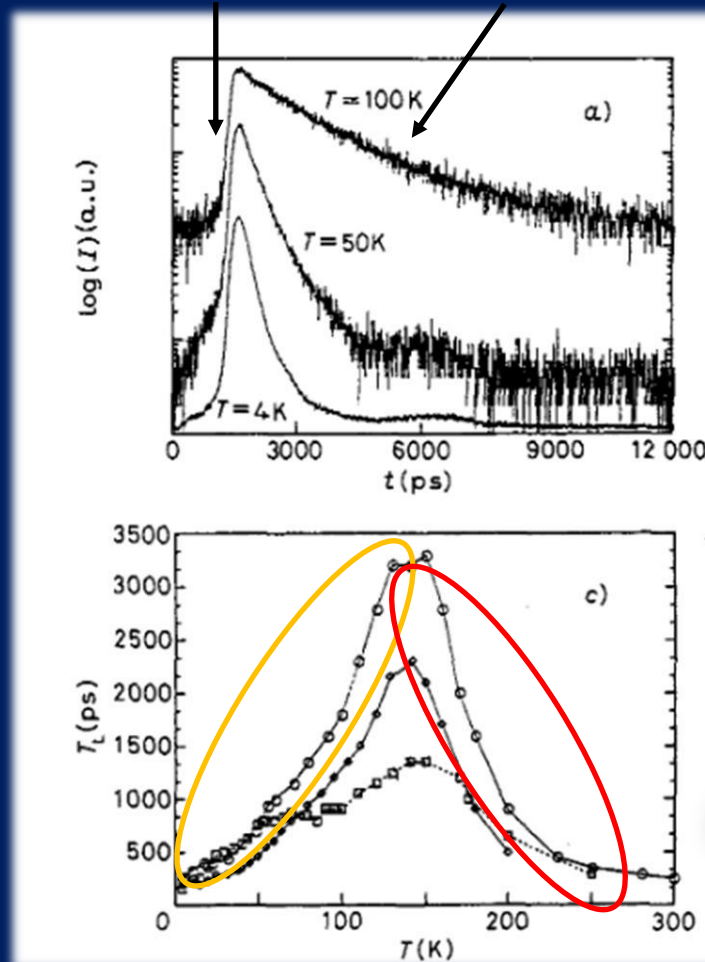 T = 100K
a)
T = 50K
T = 4K
log(I)(a.u.)
0 3000 6000 9000 12 000
t(ps)
3500
c)
3000
2500
2000
T_L(ps)
1500
1000
500
0 100 200 300
T(K)